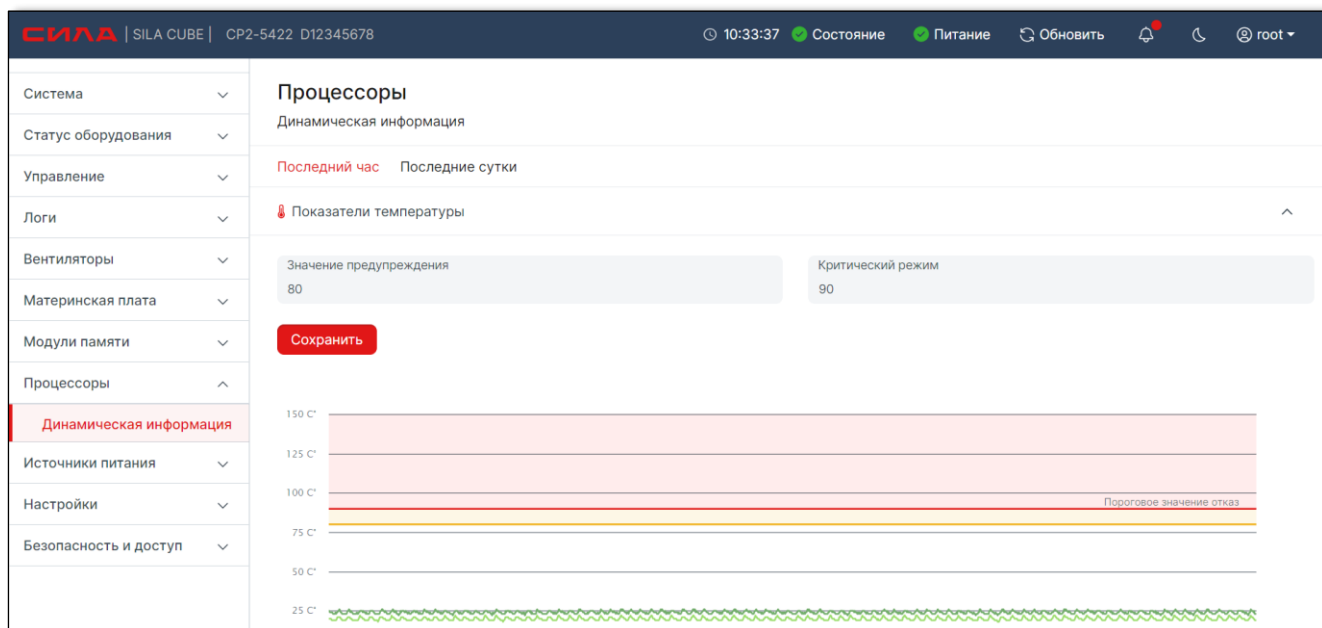 СИЛА | SILA CUBE | CP2-5422 D12345678 10:33:37 Состояние Питание Обновить root
Система
Статус оборудования
Управление
Логи
Вентиляторы
Материнская плата
Модули памяти
Процессоры
Динамическая информация
Источники питания
Настройки
Безопасность и доступ
Процессоры
Динамическая информация
Последний час Последние сутки
Показатели температуры
Значение предупреждения
80
Критический режим
90
Сохранить
150 C°
125 C°
100 C°
Пороговое значение отказ
75 C°
50 C°
25 C°